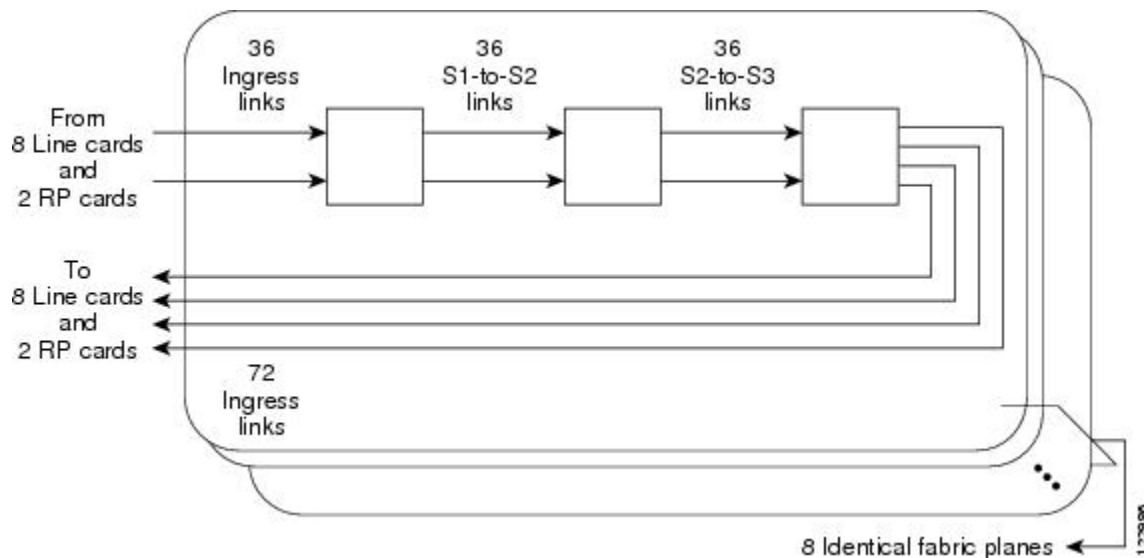 36
Ingress
links
36
S1-to-S2
links
36
S2-to-S3
links
From
8 Line cards
and
2 RP cards
To
8 Line cards
and
2 RP cards
72
Ingress
links
8 Identical fabric planes